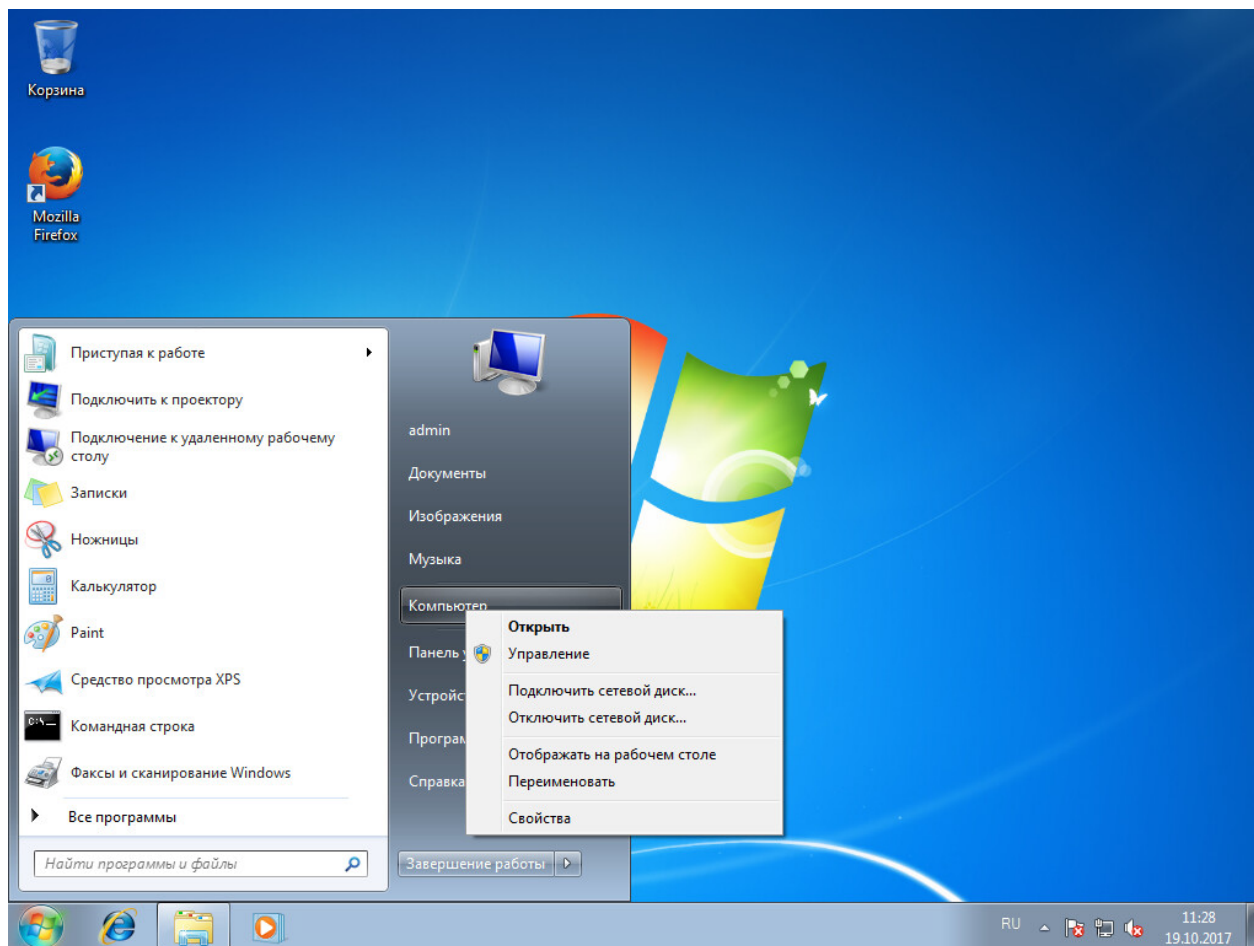 Корзина
Mozilla
Firefox
Приступая к работе
Подключить к проектору
Подключение к удаленному рабочему
столу
Записки
Ножницы
Калькулятор
Paint
Средство просмотра XPS
C:\_
Командная строка
Факсы и сканирование Windows
Все программы
Найти программы и файлы
admin
Документы
Изображения
Музыка
Компьютер
Панель
Справка
Завершение работы
Открыть
Управление
Подключить сетевой диск...
Отключить сетевой диск...
Отображать на рабочем столе
Переименовать
Свойства
RU
11:28
19.10.2017